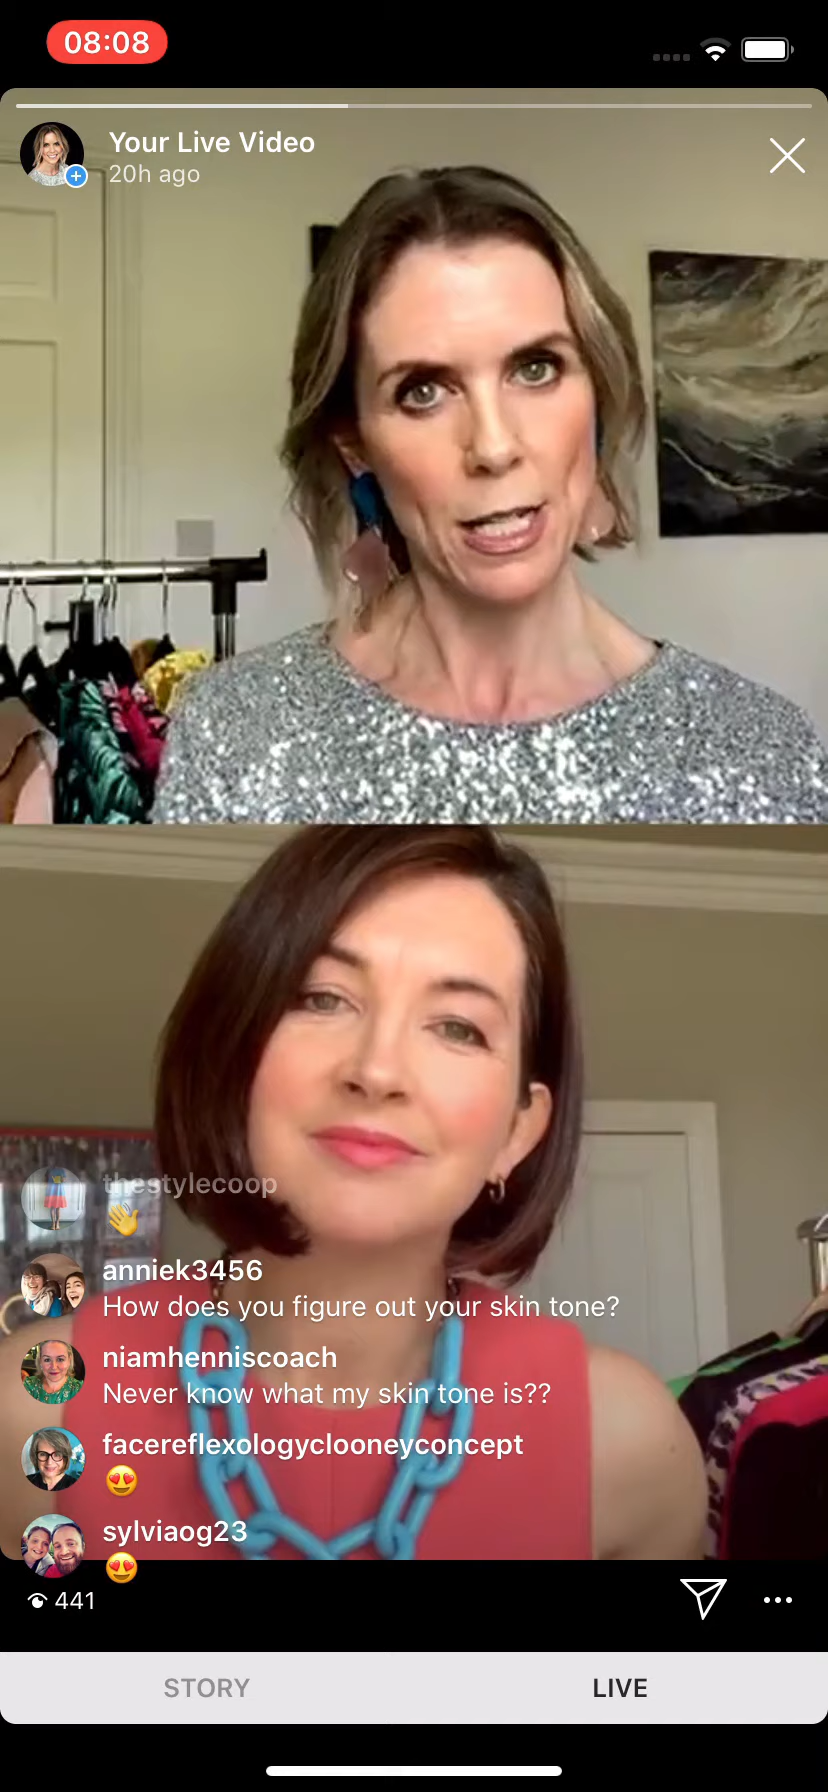 08:08
Your Live Video
20h ago
thestylecoop
👋
anniek3456
How does you figure out your skin tone?
niamhenniscoach
Never know what my skin tone is??
facereflexologyclooneyconcept
😍
sylviaog23
😍
441
STORY
LIVE